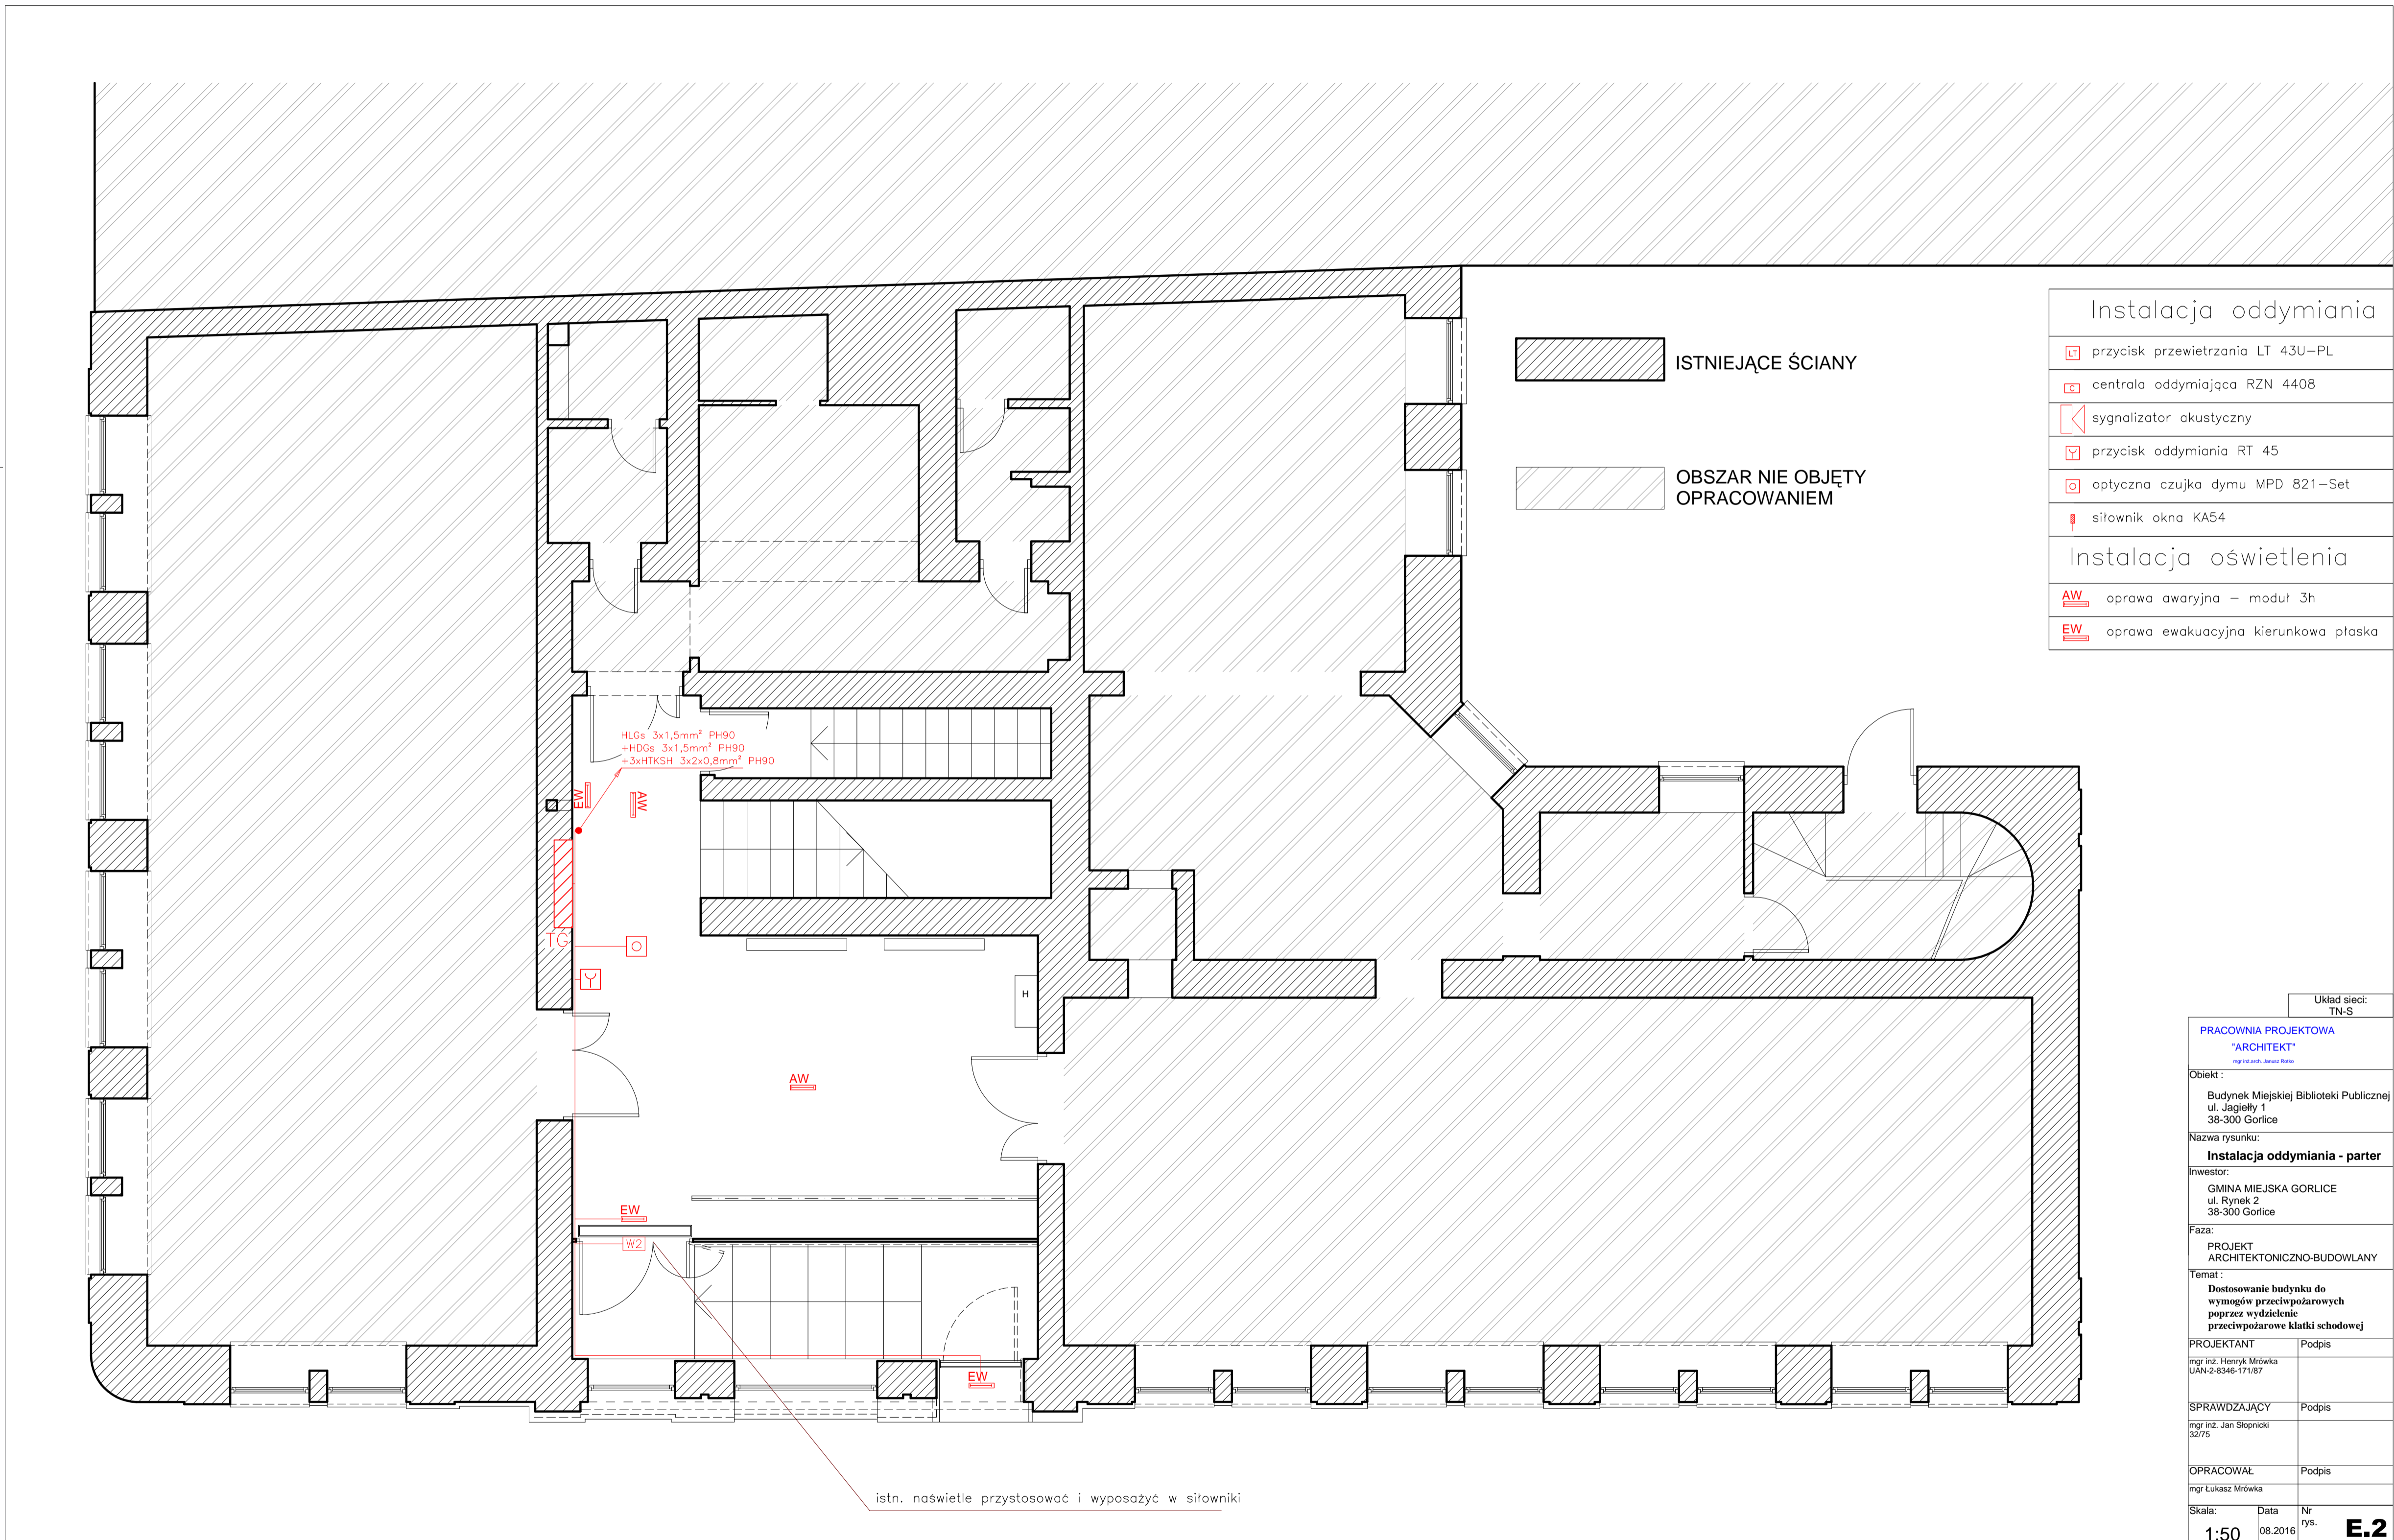 ISTNIEJĄCE ŚCIANY
OBSZAR NIE OBJĘTY
OPRACOWANIEM
Instalacja oddymiania
LT przycisk przewietrzania LT 43U-PL
C centrala oddymiająca RZN 4408
sygnalizator akustyczny
przycisk oddymiania RT 45
optyczna czujka dymu MPD 821-Set
siłownik okna KA54
Instalacja oświetlenia
AW oprawa awaryjna - moduł 3h
EW oprawa ewakuacyjna kierunkowa płaska
HLGs 3x1,5mm² PH90
+HDGs 3x1,5mm² PH90
+3xHTKSH 3x2x0,8mm² PH90
EW
AW
TG
H
AW
EW
W2
EW
istn. naświetle przystosować i wyposażyć w siłowniki
Układ sieci:
TN-S
PRACOWNIA PROJEKTOWA
"ARCHITEKT"
mgr inż.arch. Janusz Rotko
Obiekt :
Budynek Miejskiej Biblioteki Publicznej
ul. Jagiełły 1
38-300 Gorlice
Nazwa rysunku:
Instalacja oddymiania - parter
Inwestor:
GMINA MIEJSKA GORLICE
ul. Rynek 2
38-300 Gorlice
Faza:
PROJEKT
ARCHITEKTONICZNO-BUDOWLANY
Temat :
Dostosowanie budynku do
wymogów przeciwpożarowych
poprzez wydzielenie
przeciwpożarowe klatki schodowej
PROJEKTANT Podpis
mgr inż. Henryk Mrówka
UAN-2-8346-171/87
SPRAWDZAJĄCY Podpis
mgr inż. Jan Słopnicki
32/75
OPRACOWAŁ Podpis
mgr Łukasz Mrówka
Skala: Data Nr
rys.
1:50 08.2016 E.2